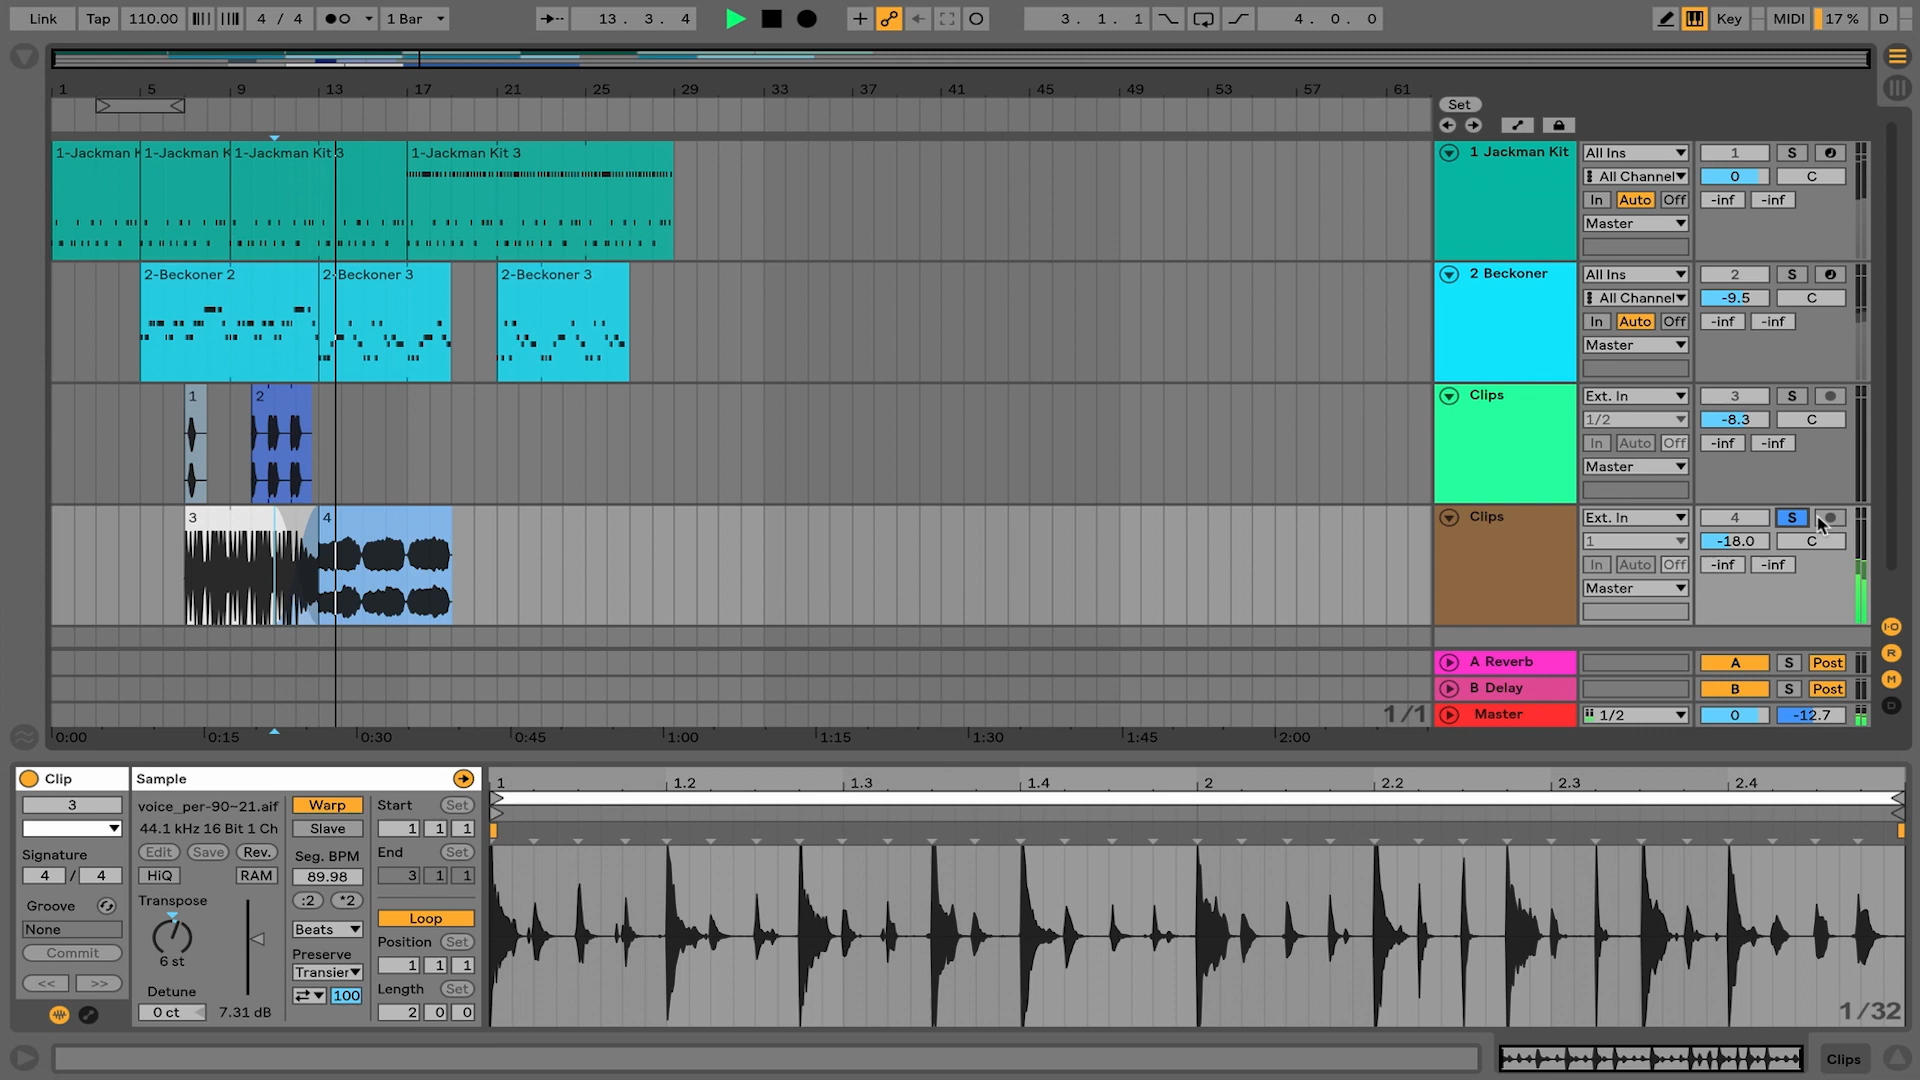 Link Tap 110.00 4 / 4 1 Bar 13 . 3 . 4 3 . 1 . 1 4 . 0 . 0 Key MIDI 17 % D
1 5 9 13 17 21 25 29 33 37 41 45 49 53 57 61
Set
1-Jackman K 1-Jackman K 1-Jackman Kit 3 1-Jackman Kit 3
1 Jackman Kit All Ins 1 S
All Channel 0 C
In Auto Off -inf -inf
Master
2-Beckoner 2 2-Beckoner 3 2-Beckoner 3
2 Beckoner All Ins 2 S
All Channel -9.5 C
In Auto Off -inf -inf
Master
1 2
Clips Ext. In 3 S
1/2 -8.3 C
In Auto Off -inf -inf
Master
3 4
Clips Ext. In 4 S
1 -18.0 C
In Auto Off -inf -inf
Master
I·O
A Reverb A S Post
R
B Delay B S Post
M
1/1
Master 1/2 0 -12.7
D
0:00 0:15 0:30 0:45 1:00 1:15 1:30 1:45 2:00
Clip Sample
1 1.2 1.3 1.4 2 2.2 2.3 2.4
3 voice_per-90~21.aif Warp Start Set
44.1 kHz 16 Bit 1 Ch Slave 1 1 1
Signature Edit Save Rev. Seg. BPM End Set
4 / 4 HiQ RAM 89.98 3 1 1
Groove Transpose :2 *2
None Beats Loop
Commit 6 st Preserve Position Set
<< >> Transier 1 1 1
Detune 100 Length Set
0 ct 7.31 dB 2 0 0
1/32
Clips